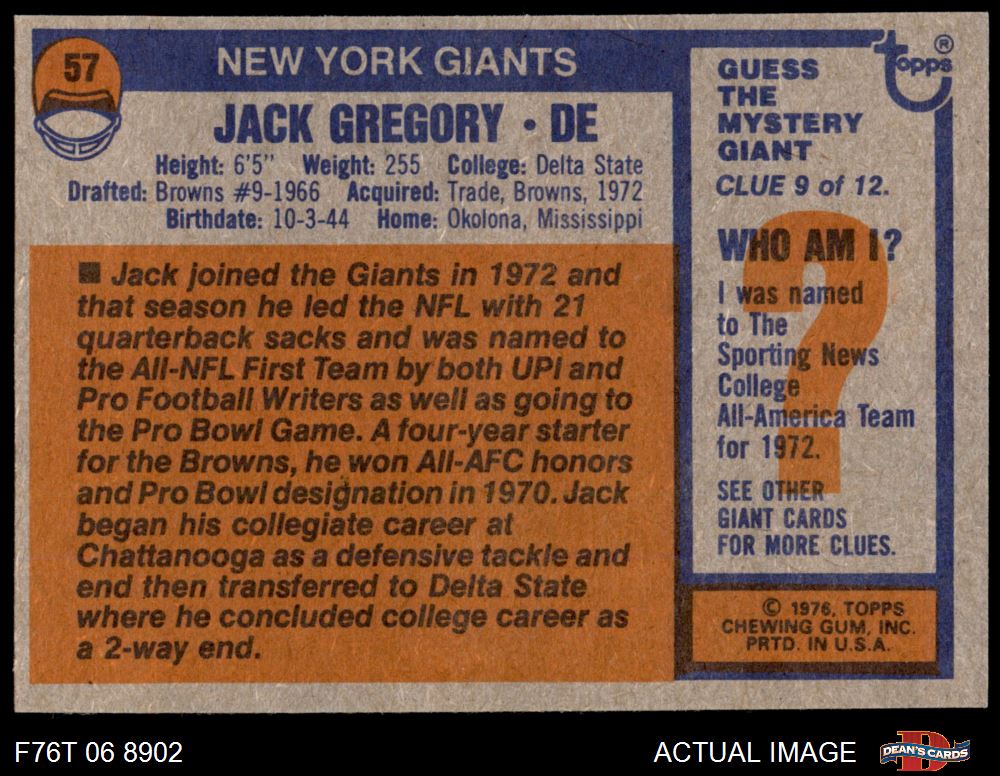 57
NEW YORK GIANTS
JACK GREGORY • DE
Height: 6'5" Weight: 255 College: Delta State
Drafted: Browns #9-1966 Acquired: Trade, Browns, 1972
Birthdate: 10-3-44 Home: Okolona, Mississippi
■ Jack joined the Giants in 1972 and
that season he led the NFL with 21
quarterback sacks and was named to
the All-NFL First Team by both UPI and
Pro Football Writers as well as going to
the Pro Bowl Game. A four-year starter
for the Browns, he won All-AFC honors
and Pro Bowl designation in 1970. Jack
began his collegiate career at
Chattanooga as a defensive tackle and
end then transferred to Delta State
where he concluded college career as
a 2-way end.
topps ®
GUESS
THE
MYSTERY
GIANT
CLUE 9 of 12.
?
WHO AM I?
I was named
to The
Sporting News
College
All-America Team
for 1972.
SEE OTHER
GIANT CARDS
FOR MORE CLUES.
© 1976, TOPPS
CHEWING GUM, INC.
PRTD. IN U.S.A.
F76T 06 8902
ACTUAL IMAGE
D
DEAN'S CARDS